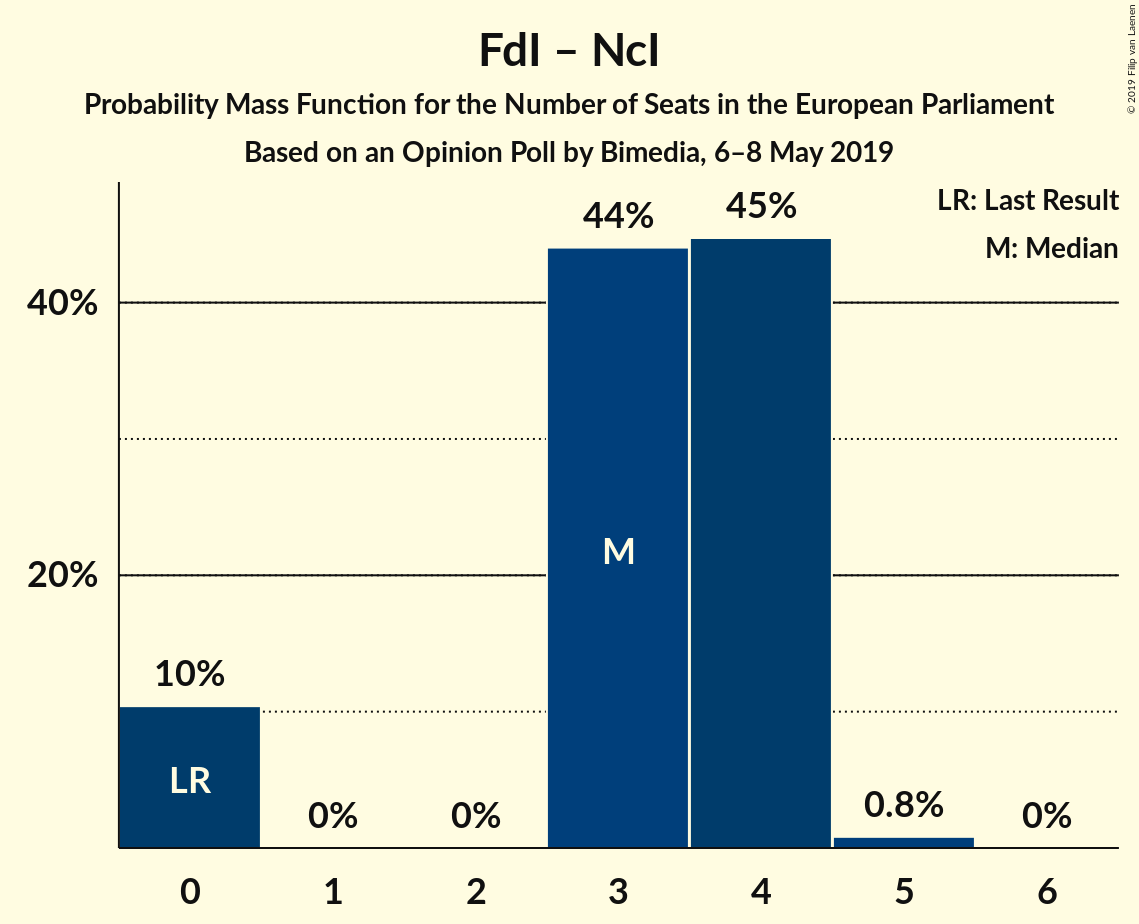 FdI – NcI
Probability Mass Function for the Number of Seats in the European Parliament
Based on an Opinion Poll by Bimedia, 6–8 May 2019
© 2019 Filip van Laenen
LR: Last Result
M: Median
44%
45%
40%
M
20%
10%
LR
0%
0%
0.8%
0%
0
1
2
3
4
5
6